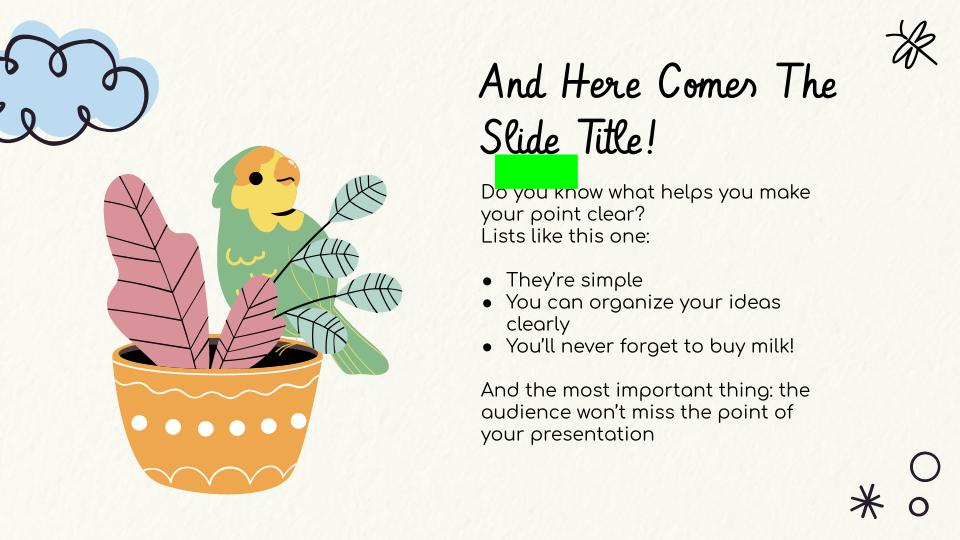 And Here Comes The
Slide Title!
Do you know what helps you make
your point clear?
Lists like this one:
● They’re simple
● You can organize your ideas
clearly
● You’ll never forget to buy milk!
And the most important thing: the
audience won’t miss the point of
your presentation